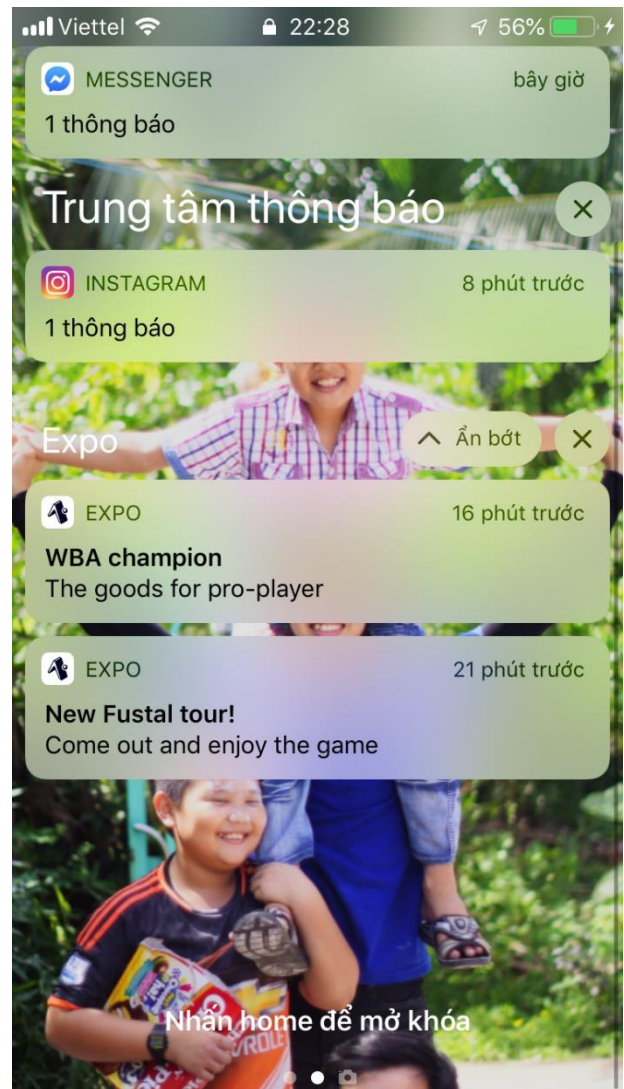 Viettel 22:28 56%
MESSENGER bây giờ
1 thông báo
Trung tâm thông báo
INSTAGRAM 8 phút trước
1 thông báo
Expo Ẩn bớt
EXPO 16 phút trước
WBA champion
The goods for pro-player
EXPO 21 phút trước
New Fustal tour!
Come out and enjoy the game
Nhấn home để mở khóa